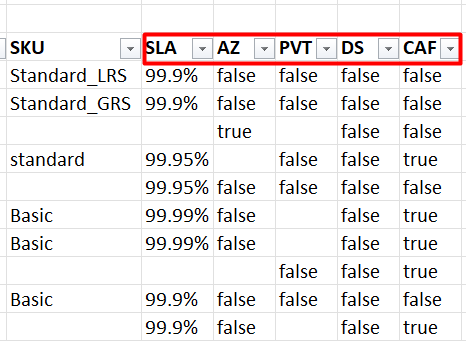 SKU SLA AZ PVT DS CAF
Standard_LRS 99.9% false false false false
Standard_GRS 99.9% false false false false
true false false
standard 99.95% false false true
99.95% false false false false
Basic 99.99% false false true
Basic 99.99% false false true
false false true
Basic 99.9% false false false false
99.9% false false true